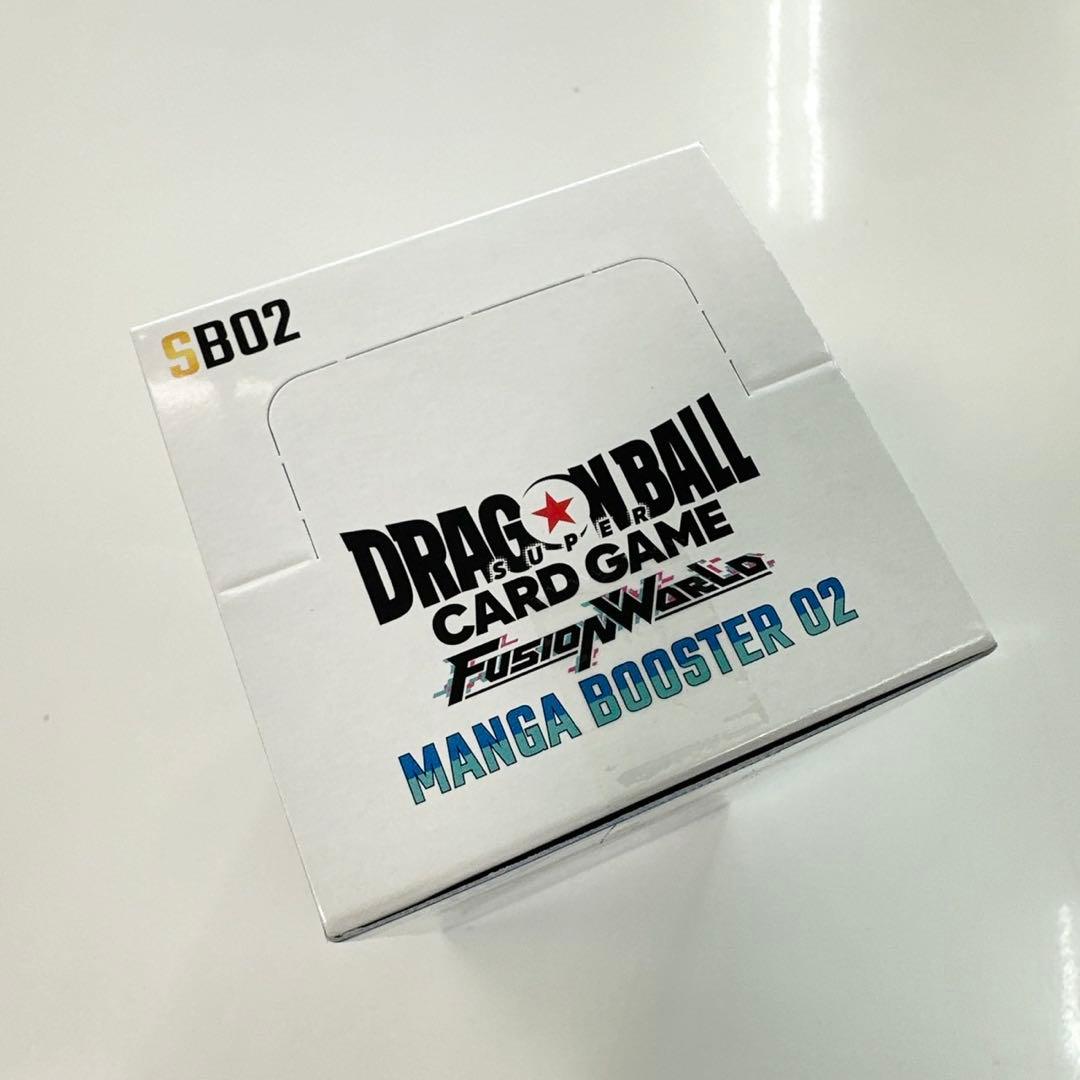 SB02
DRAGON BALL
SUPER
CARD GAME
FUSION WORLD
MANGA BOOSTER 02